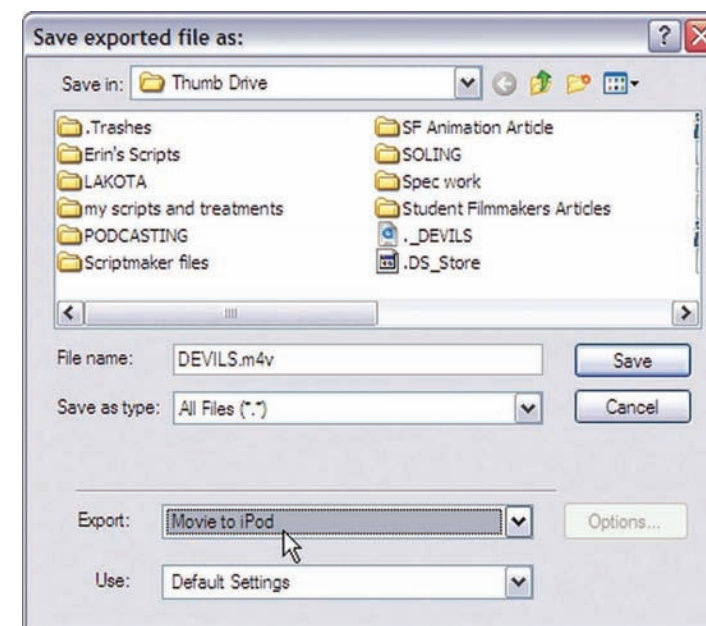 Save exported file as:
Save in: Thumb Drive
.Trashes
Erin's Scripts
LAKOTA
my scripts and treatments
PODCASTING
Scriptmaker files
SF Animation Article
SOLING
Spec work
Student Filmmakers Articles
._DEVILS
.DS_Store
File name: DEVILS.m4v Save
Save as type: All Files (*.*) Cancel
Export: Movie to iPod Options...
Use: Default Settings